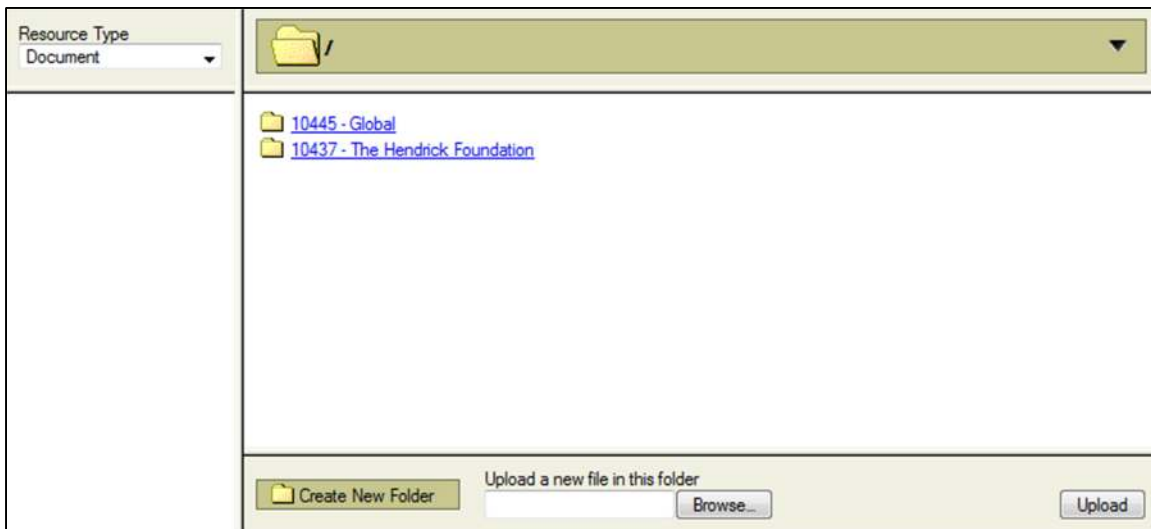 Resource Type
Document
/
10445 - Global
10437 - The Hendrick Foundation
Create New Folder
Upload a new file in this folder
Browse...
Upload